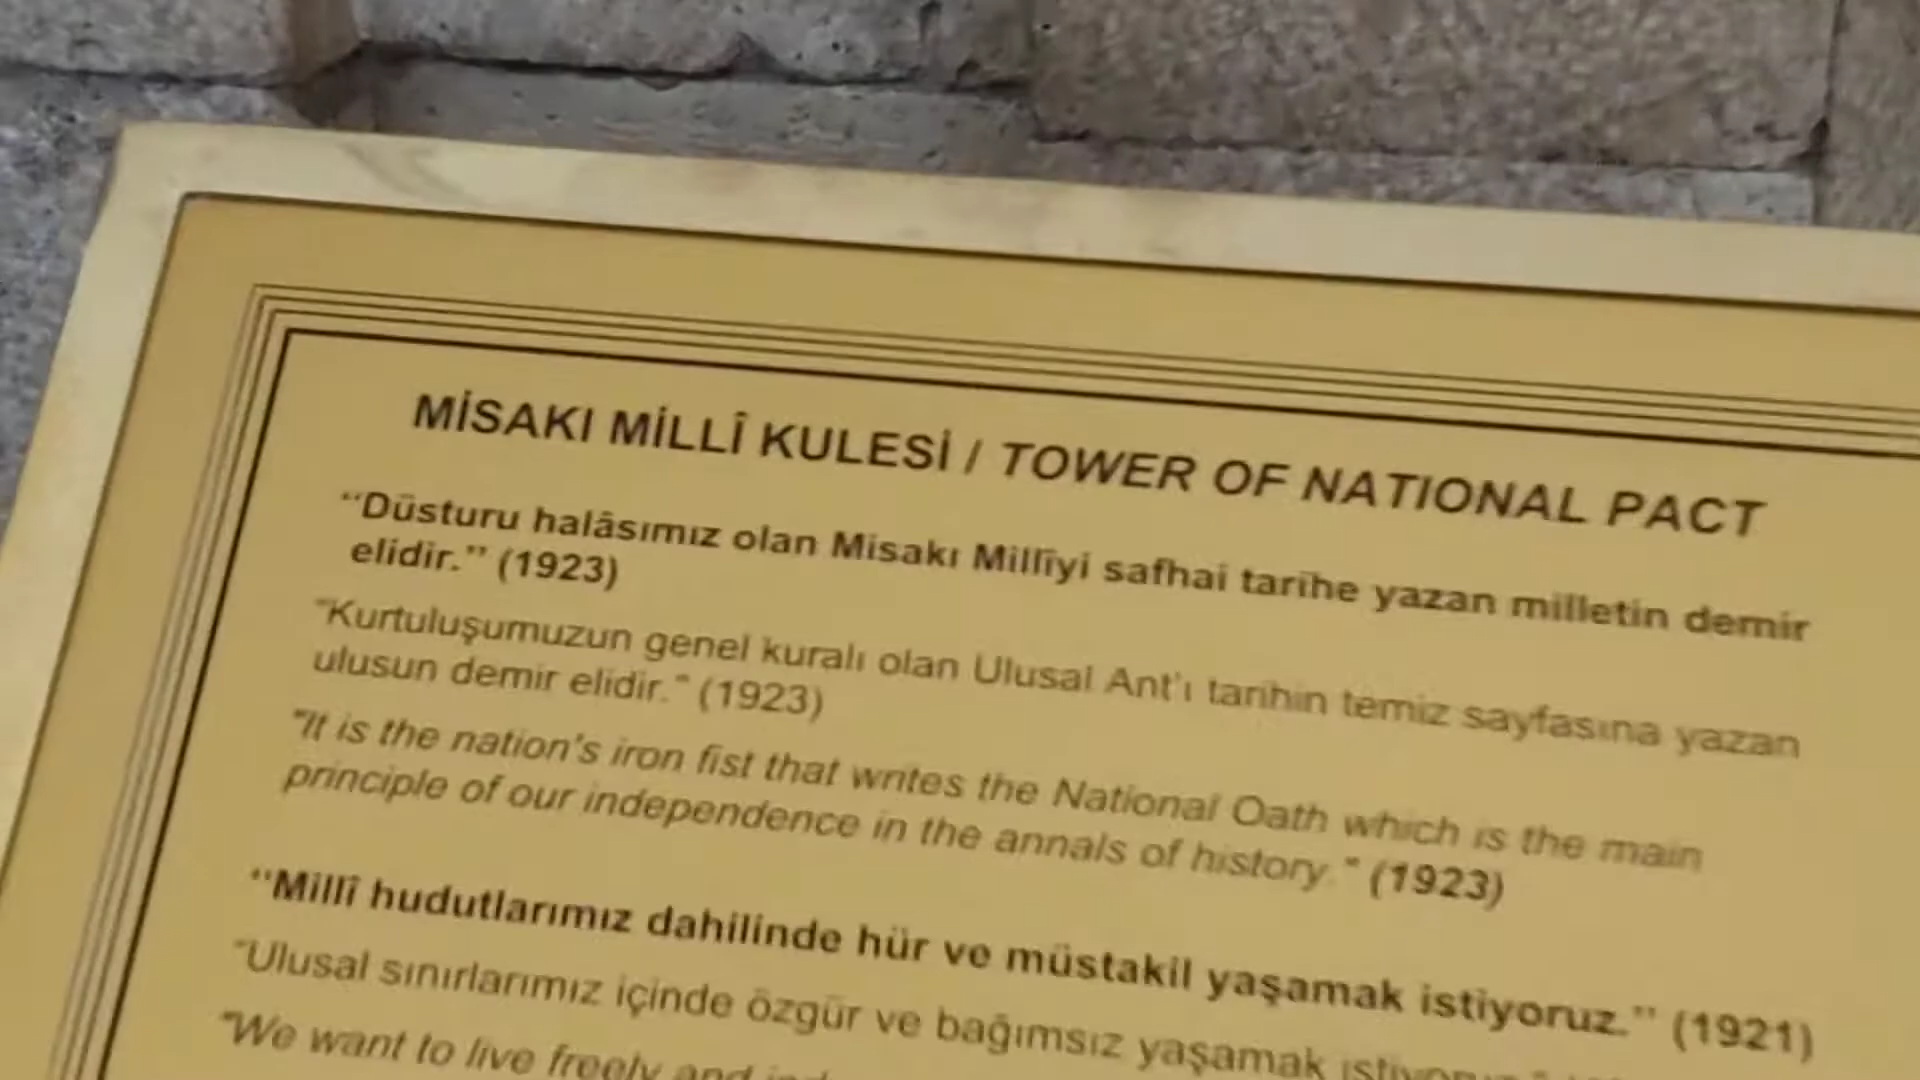 MİSAKI MİLLÎ KULESİ / TOWER OF NATIONAL PACT
“Düsturu halâsımız olan Misakı Millîyi safhai tarihe yazan milletin demir
elidir.” (1923)
“Kurtuluşumuzun genel kuralı olan Ulusal Ant’ı tarihin temiz sayfasına yazan
ulusun demir elidir.” (1923)
“It is the nation's iron fist that writes the National Oath which is the main
principle of our independence in the annals of history.” (1923)
“Millî hudutlarımız dahilinde hür ve müstakil yaşamak istiyoruz.” (1921)
“Ulusal sınırlarımız içinde özgür ve bağımsız yaşamak istiyoruz.”
“We want to live freely and